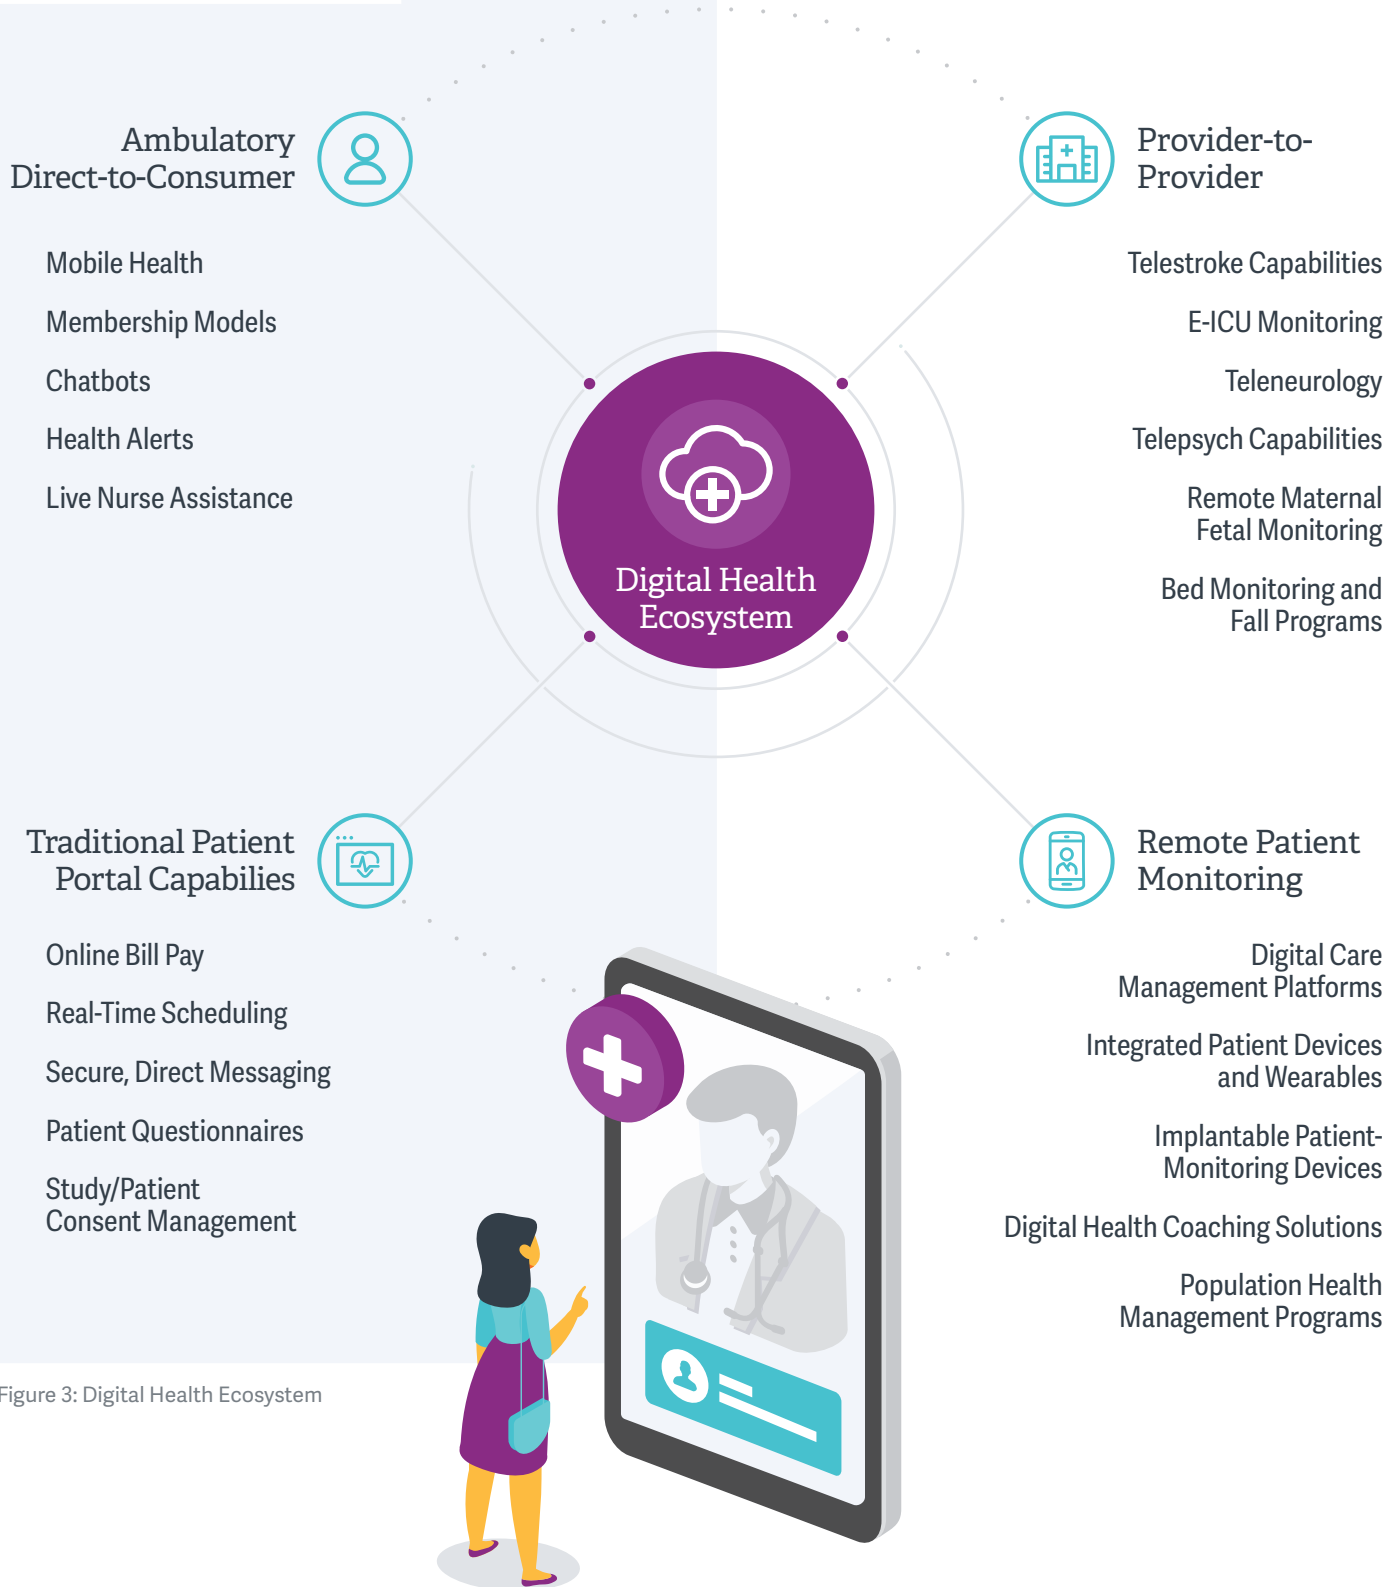 Ambulatory
Direct-to-Consumer
Mobile Health
Membership Models
Chatbots
Health Alerts
Live Nurse Assistance
Provider-to-
Provider
Telestroke Capabilities
E-ICU Monitoring
Teleneurology
Telepsych Capabilities
Remote Maternal
Fetal Monitoring
Bed Monitoring and
Fall Programs
Digital Health
Ecosystem
Traditional Patient
Portal Capabilies
Online Bill Pay
Real-Time Scheduling
Secure, Direct Messaging
Patient Questionnaires
Study/Patient
Consent Management
Remote Patient
Monitoring
Digital Care
Management Platforms
Integrated Patient Devices
and Wearables
Implantable Patient-
Monitoring Devices
Digital Health Coaching Solutions
Population Health
Management Programs
Figure 3: Digital Health Ecosystem